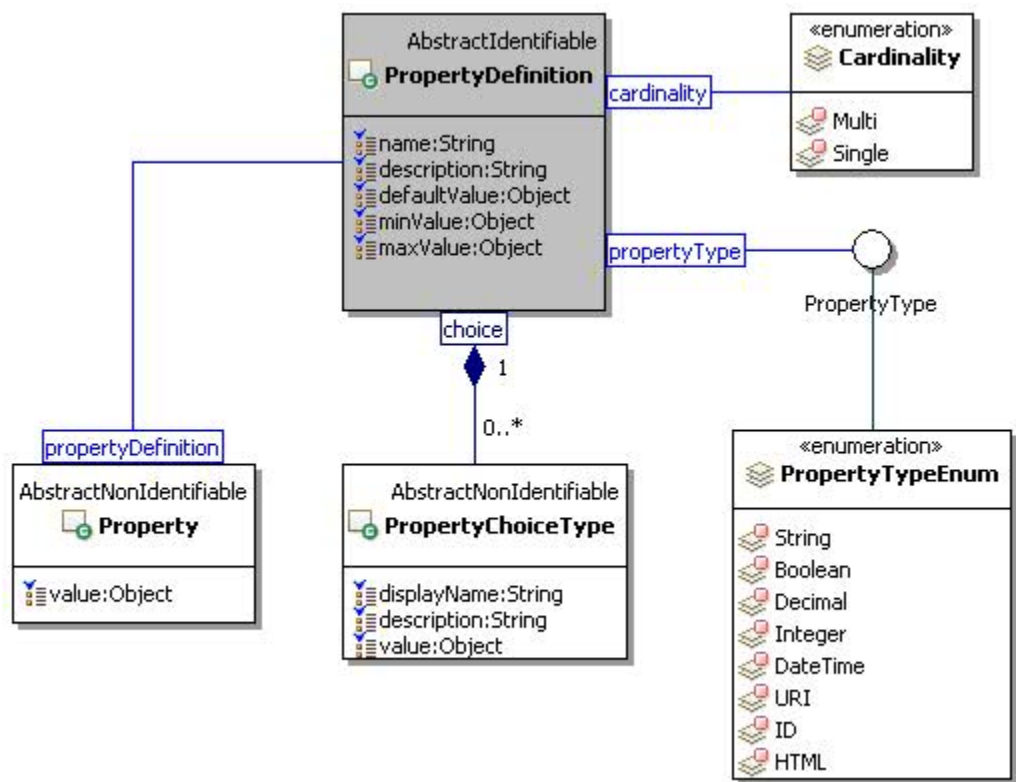 AbstractIdentifiable
PropertyDefinition
name:String
description:String
defaultValue:Object
minValue:Object
maxValue:Object
cardinality
«enumeration»
Cardinality
Multi
Single
propertyType
PropertyType
choice
1
0..*
propertyDefinition
AbstractNonIdentifiable
Property
value:Object
AbstractNonIdentifiable
PropertyChoiceType
displayName:String
description:String
value:Object
«enumeration»
PropertyTypeEnum
String
Boolean
Decimal
Integer
DateTime
URI
ID
HTML